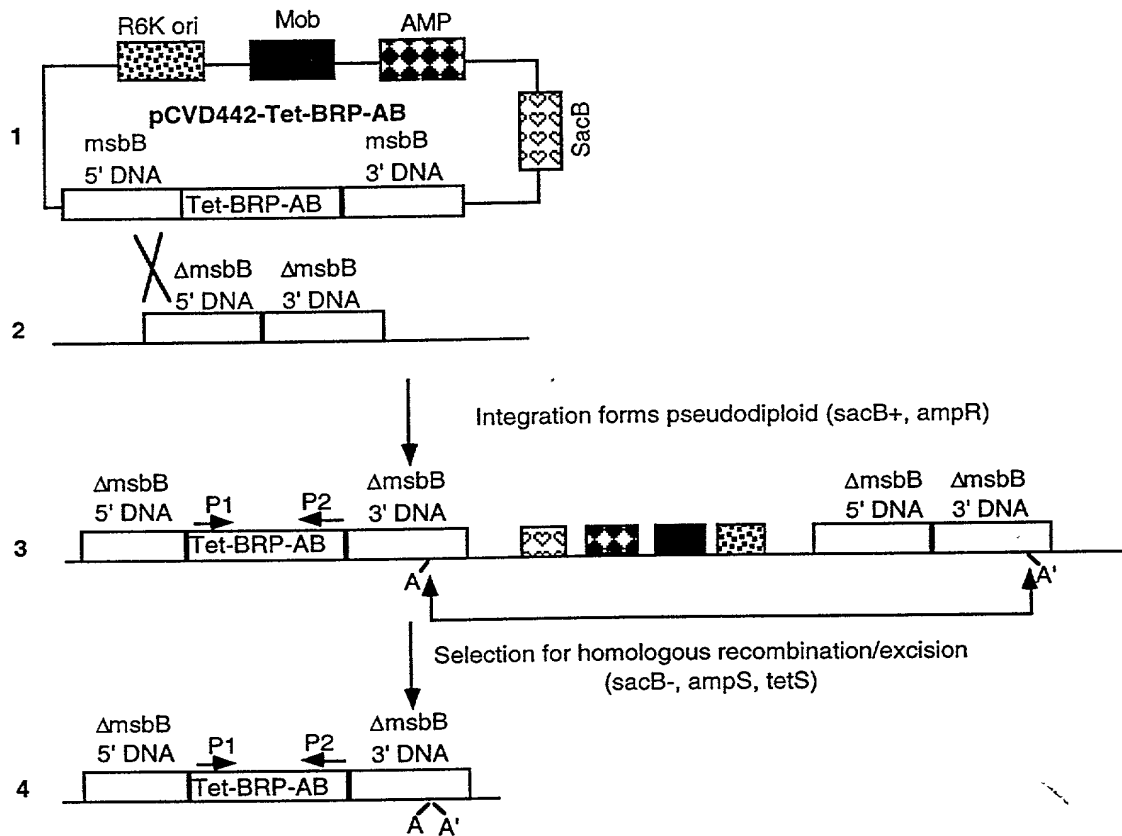 R6K ori
Mob
AMP
SacB
pCVD442-Tet-BRP-AB
1
msbB
5' DNA
msbB
3' DNA
Tet-BRP-AB
ΔmsbB
5' DNA
ΔmsbB
3' DNA
2
Integration forms pseudodiploid (sacB+, ampR)
ΔmsbB
5' DNA
P1
P2
ΔmsbB
3' DNA
ΔmsbB
5' DNA
ΔmsbB
3' DNA
3
Tet-BRP-AB
A
A'
Selection for homologous recombination/excision
(sacB-, ampS, tetS)
ΔmsbB
5' DNA
P1
P2
ΔmsbB
3' DNA
4
Tet-BRP-AB
A
A'